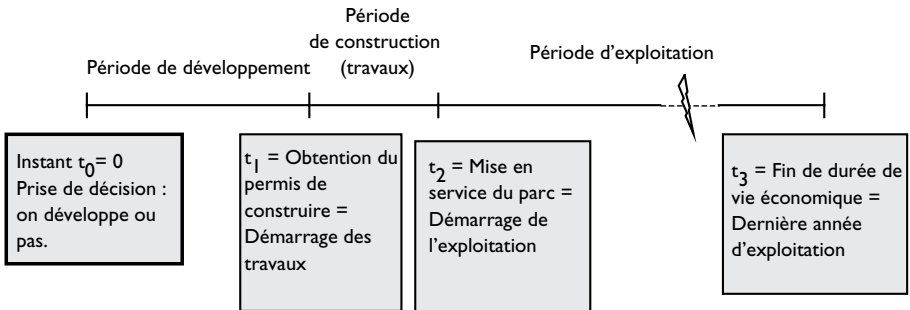 Période
de construction
(travaux)
Période d'exploitation
Période de développement
Instant t0= 0
Prise de décision :
on développe ou
pas.
t1 = Obtention du
permis de
construire =
Démarrage des
travaux
t2 = Mise en
service du parc =
Démarrage de
l'exploitation
t3 = Fin de durée de
vie économique =
Dernière année
d'exploitation